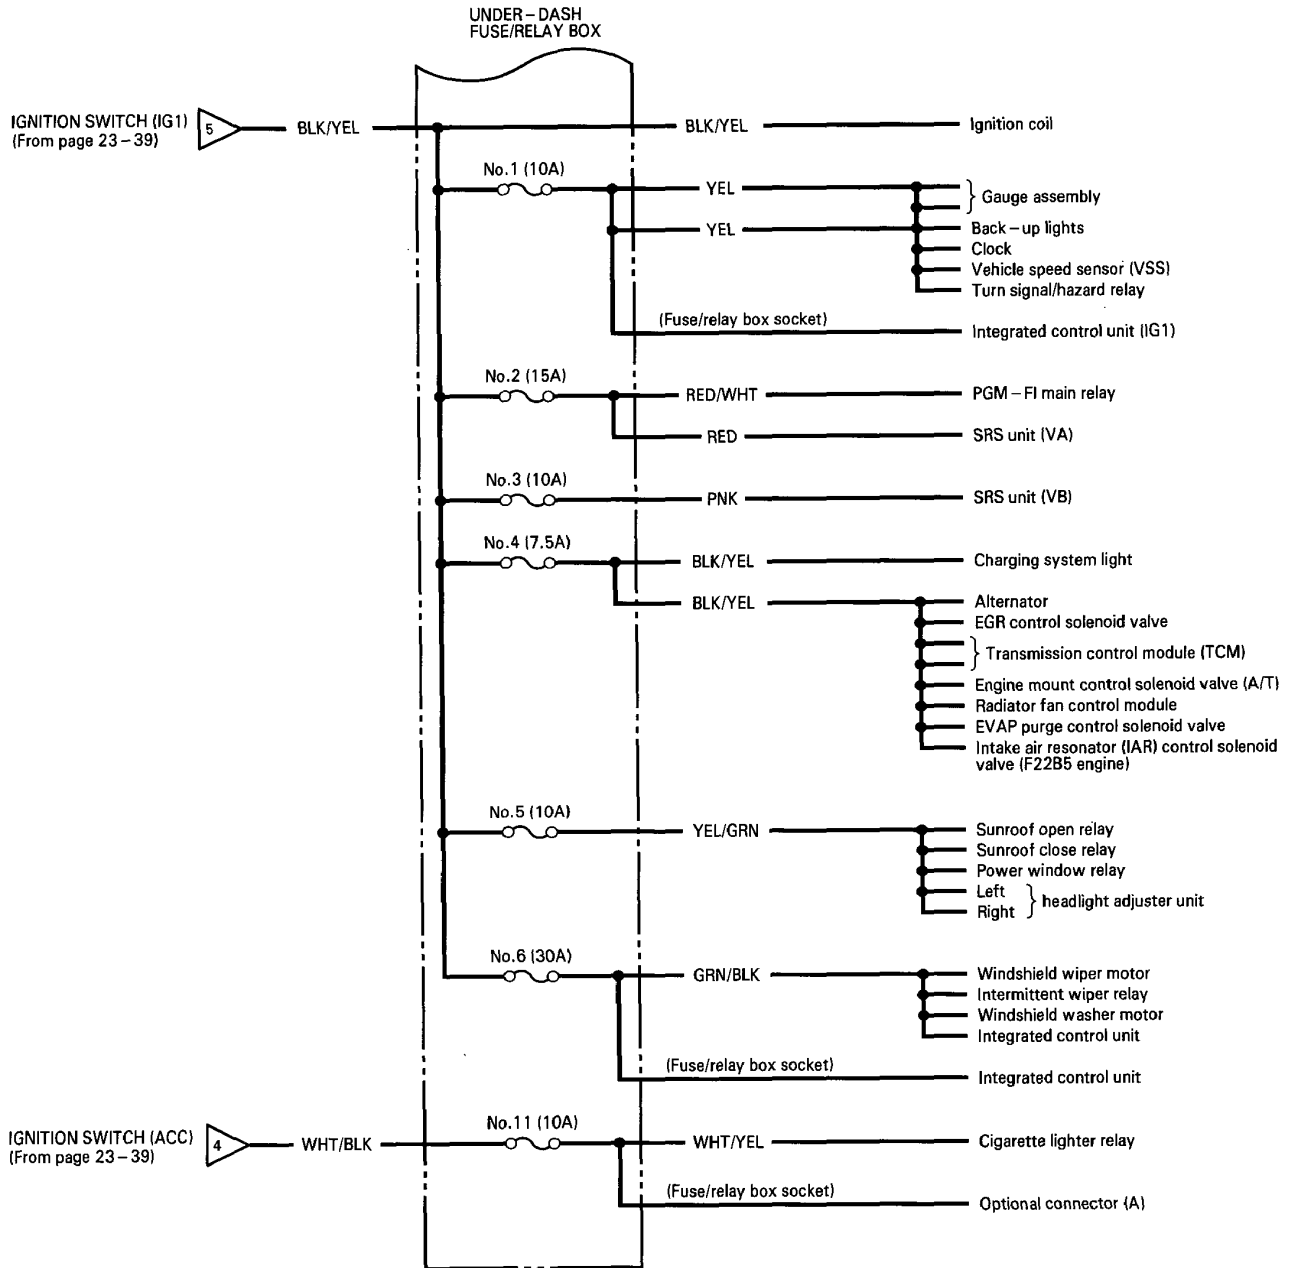 UNDER–DASH
FUSE/RELAY BOX
IGNITION SWITCH (IG1)
(From page 23–39)
5
BLK/YEL
BLK/YEL
Ignition coil
No.1 (10A)
YEL
Gauge assembly
YEL
Back–up lights
Clock
Vehicle speed sensor (VSS)
Turn signal/hazard relay
(Fuse/relay box socket)
Integrated control unit (IG1)
No.2 (15A)
RED/WHT
PGM–FI main relay
RED
SRS unit (VA)
No.3 (10A)
PNK
SRS unit (VB)
No.4 (7.5A)
BLK/YEL
Charging system light
BLK/YEL
Alternator
EGR control solenoid valve
Transmission control module (TCM)
Engine mount control solenoid valve (A/T)
Radiator fan control module
EVAP purge control solenoid valve
Intake air resonator (IAR) control solenoid
valve (F22B5 engine)
No.5 (10A)
YEL/GRN
Sunroof open relay
Sunroof close relay
Power window relay
Left
Right
headlight adjuster unit
No.6 (30A)
GRN/BLK
Windshield wiper motor
Intermittent wiper relay
Windshield washer motor
Integrated control unit
(Fuse/relay box socket)
Integrated control unit
IGNITION SWITCH (ACC)
(From page 23–39)
4
WHT/BLK
No.11 (10A)
WHT/YEL
Cigarette lighter relay
(Fuse/relay box socket)
Optional connector (A)